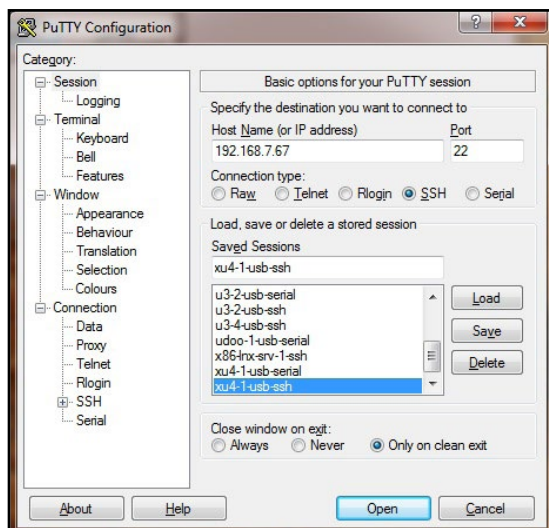 PuTTY Configuration
Category:
Session
Logging
Terminal
Keyboard
Bell
Features
Window
Appearance
Behaviour
Translation
Selection
Colours
Connection
Data
Proxy
Telnet
Rlogin
SSH
Serial
Basic options for your PuTTY session
Specify the destination you want to connect to
Host Name (or IP address) Port
192.168.7.67 22
Connection type:
Raw Telnet Rlogin SSH Serial
Load, save or delete a stored session
Saved Sessions
xu4-1-usb-ssh
u3-2-usb-serial
u3-2-usb-ssh
u3-4-usb-ssh
udoo-1-usb-serial
x86-lnx-srv-1-ssh
xu4-1-usb-serial
xu4-1-usb-ssh
Load
Save
Delete
Close window on exit:
Always Never Only on clean exit
About Help Open Cancel